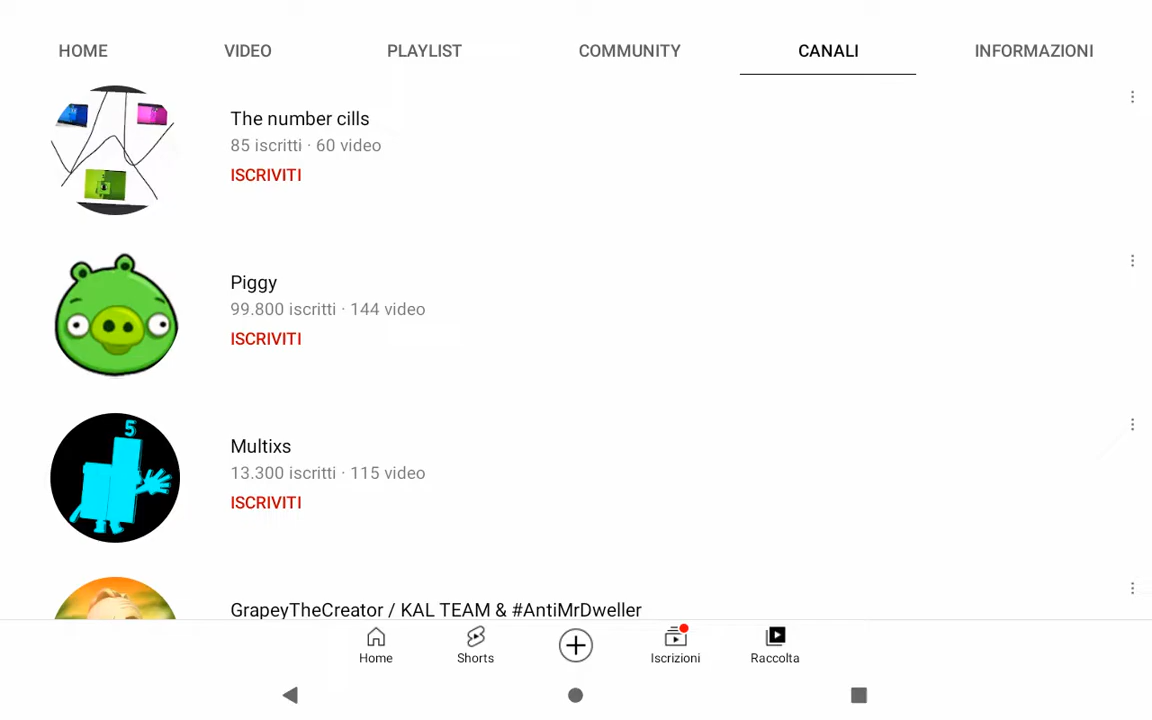 HOME VIDEO PLAYLIST COMMUNITY CANALI INFORMAZIONI
The number cills
85 iscritti · 60 video
ISCRIVITI
Piggy
99.800 iscritti · 144 video
ISCRIVITI
5
Multixs
13.300 iscritti · 115 video
ISCRIVITI
GrapeyTheCreator / KAL TEAM & #AntiMrDweller
Home Shorts Iscrizioni Raccolta